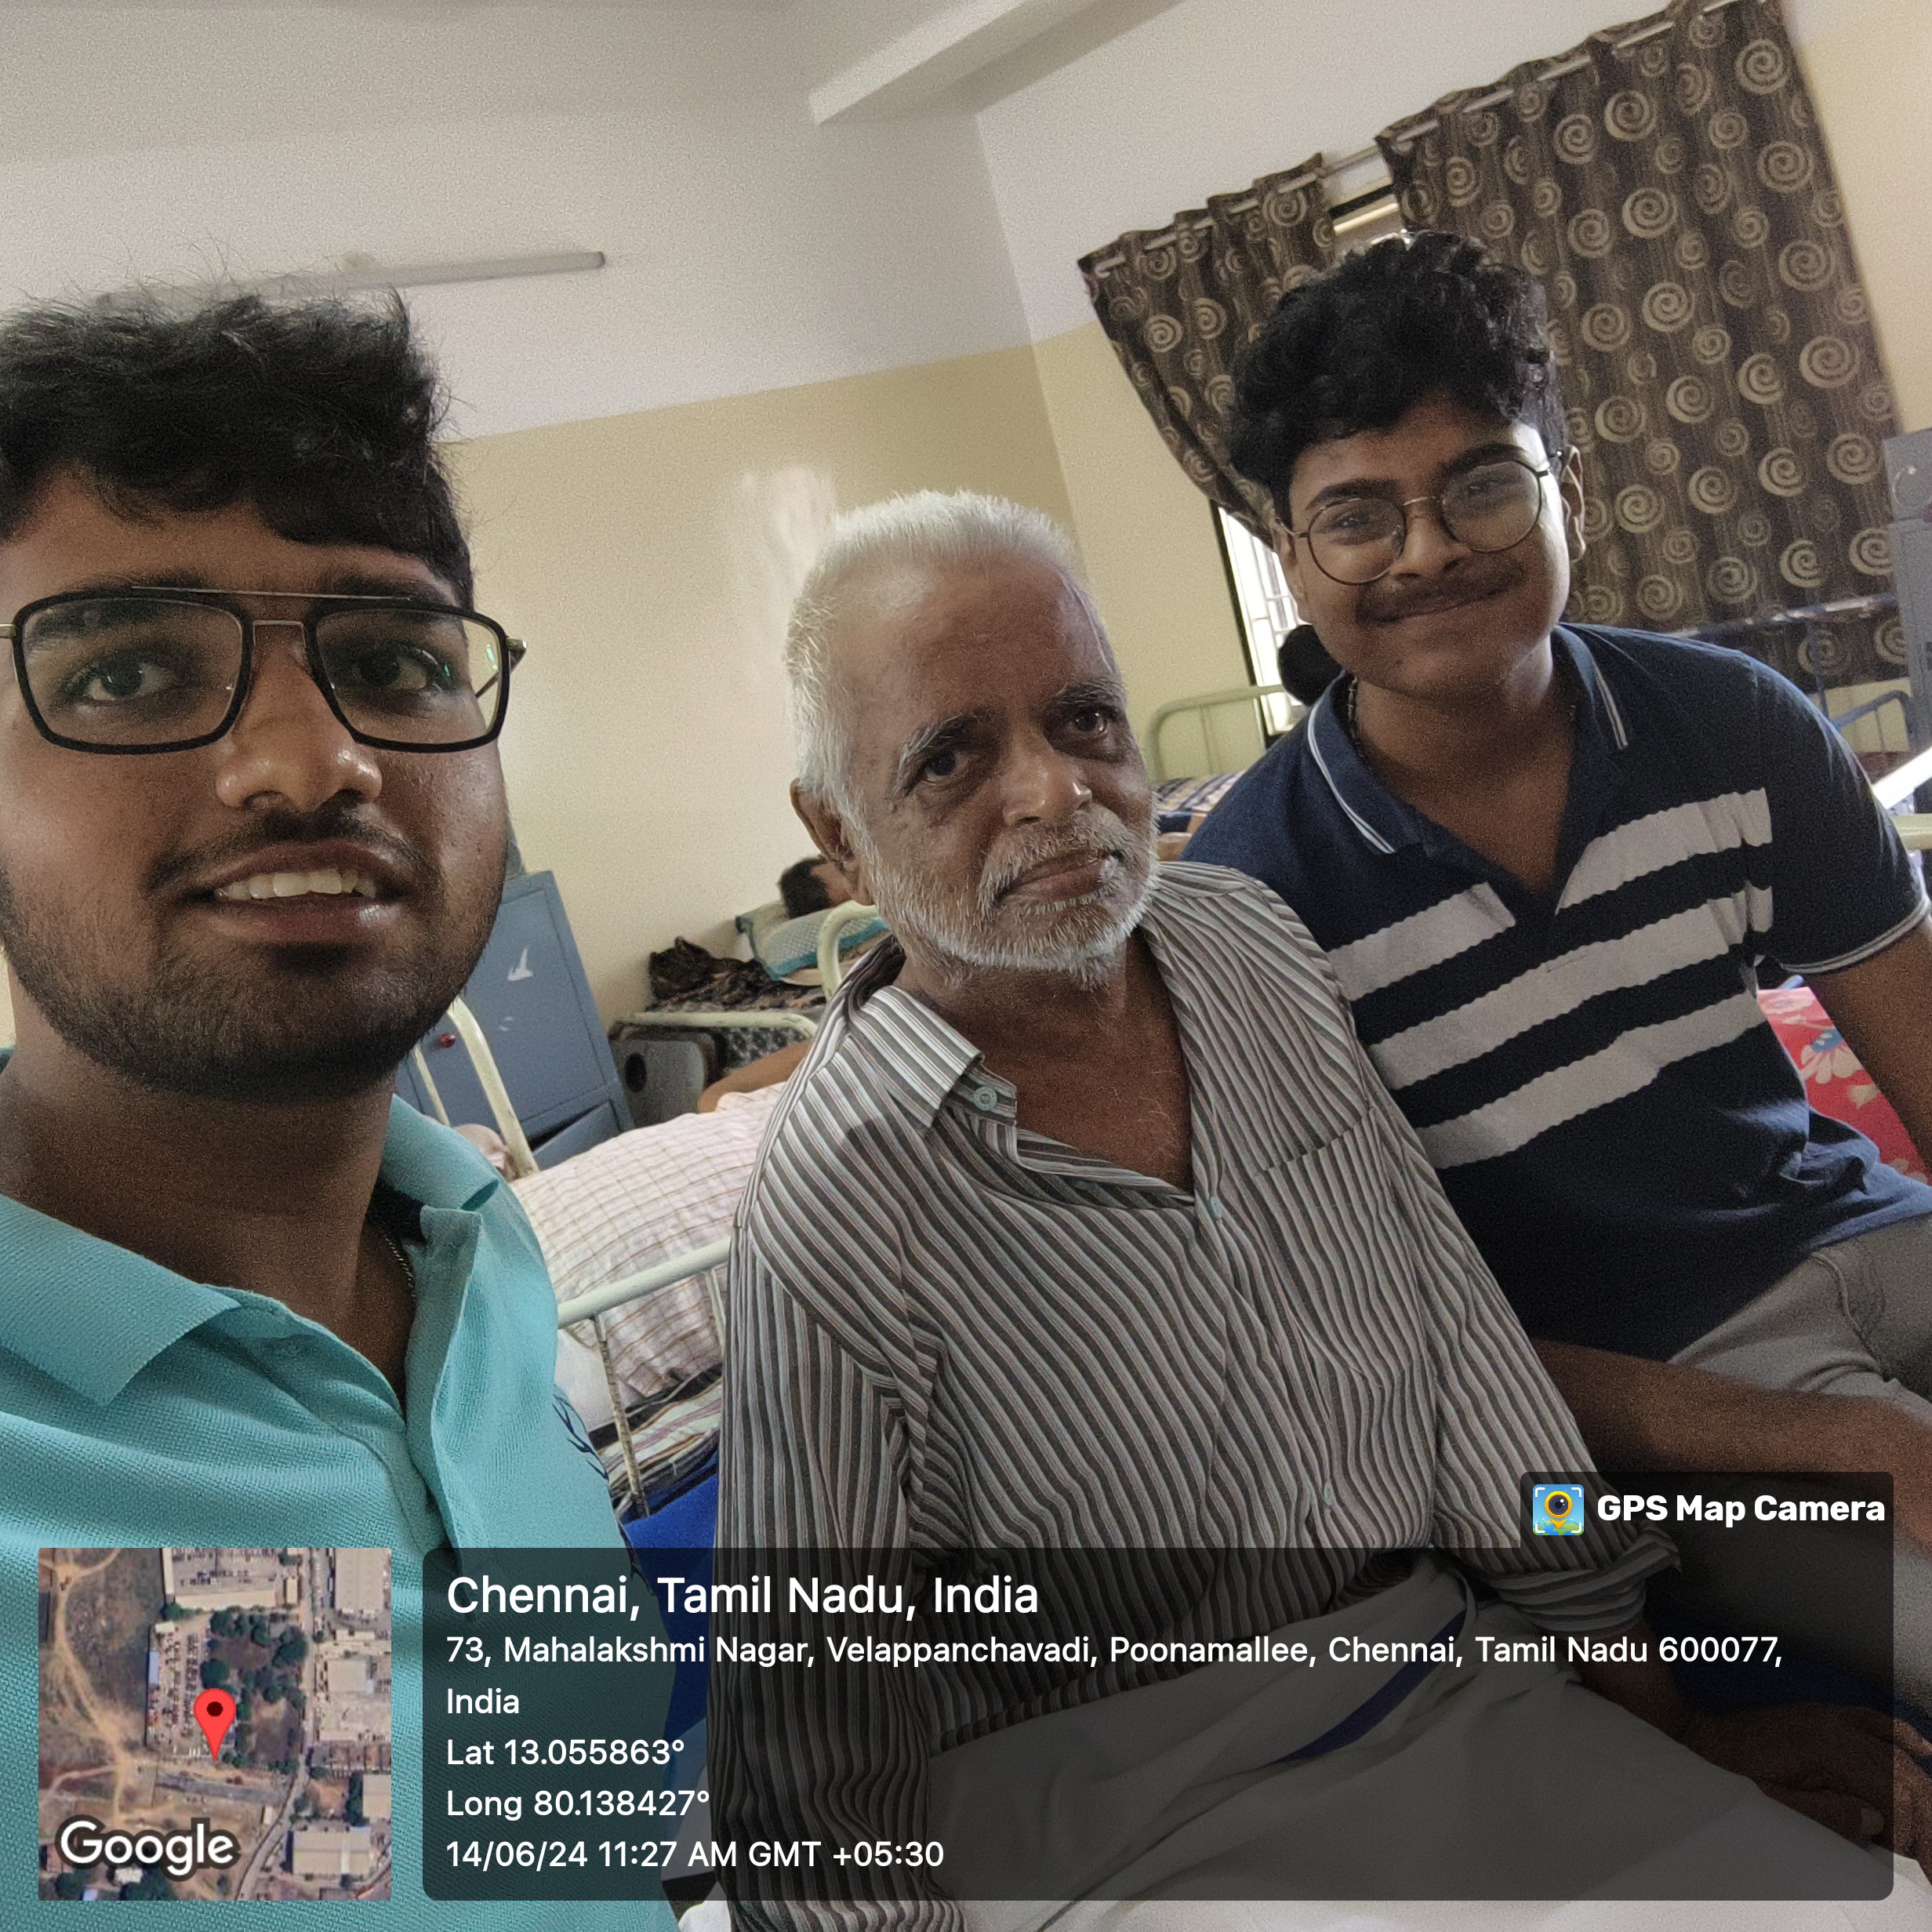 GPS Map Camera
Chennai, Tamil Nadu, India
73, Mahalakshmi Nagar, Velappanchavadi, Poonamallee, Chennai, Tamil Nadu 600077,
India
Lat 13.055863°
Long 80.138427°
14/06/24 11:27 AM GMT +05:30
Google